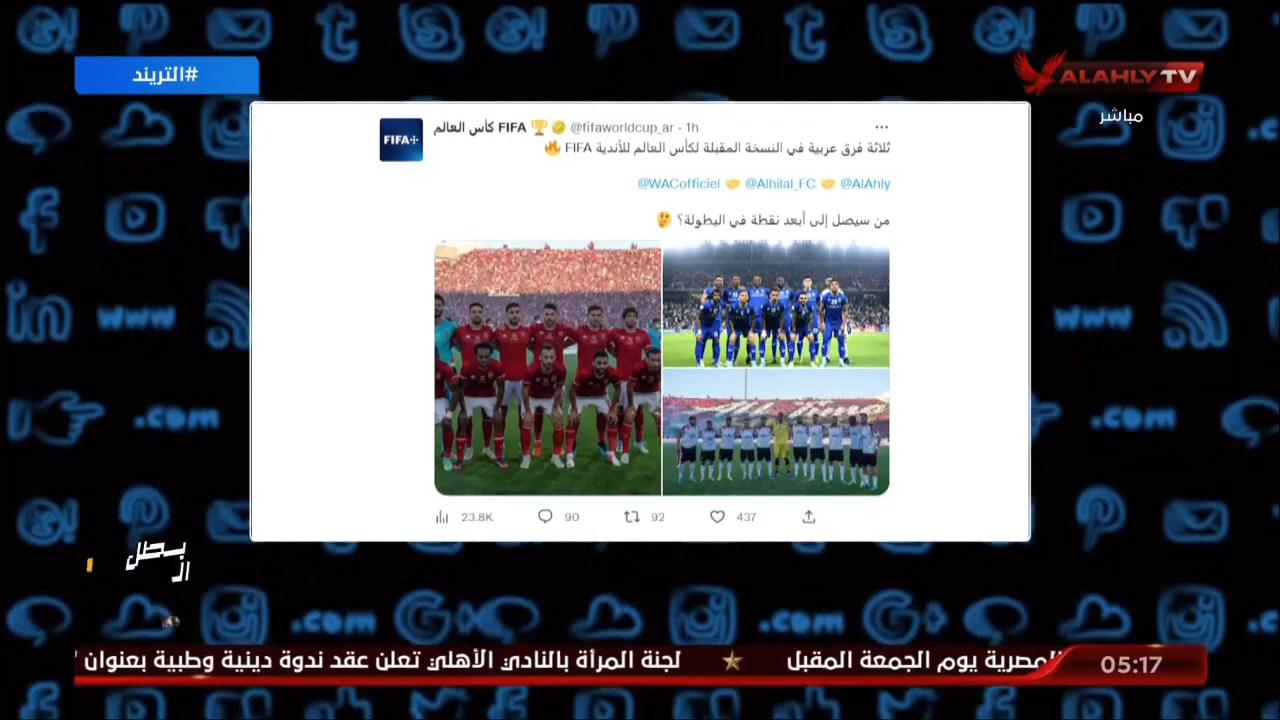 #التريند
ALAHLY TV
مباشر
FIFA+
كأس العالم FIFA 🏆 @fifaworldcup_ar · 1h
ثلاثة فرق عربية في النسخة المقبلة لكأس العالم للأندية FIFA 🔥
@WACofficiel 🤝 @Alhilal_FC 🤝 @AlAhly
من سيصل إلى أبعد نقطة في البطولة؟ 🤔
23.8K 90 92 437
المصرية يوم الجمعة المقبل
لجنة المرأة بالنادي الأهلي تعلن عقد ندوة دينية وطبية بعنوان "
05:17